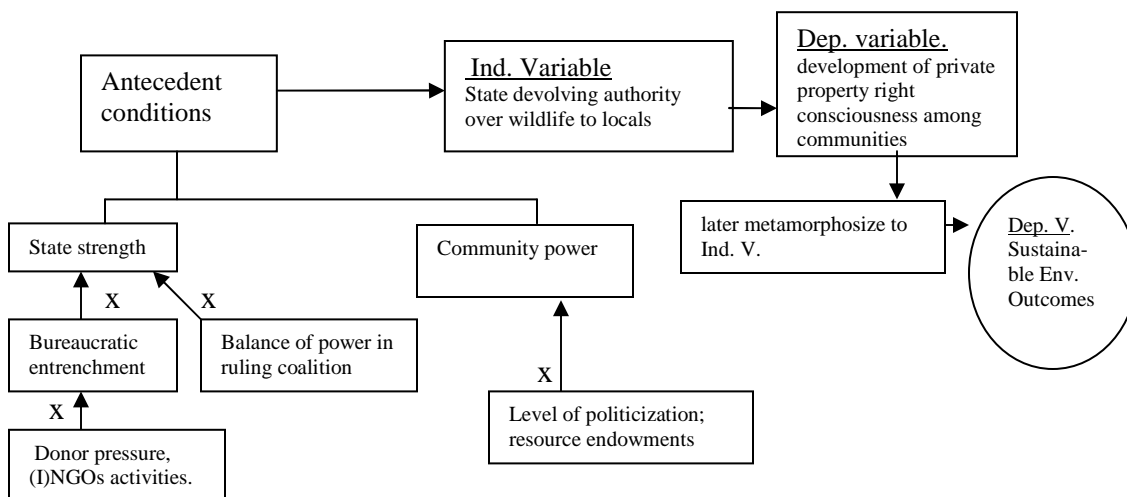 Antecedent
conditions
Ind. Variable
State devolving authority
over wildlife to locals
Dep. variable.
development of private
property right
consciousness among
communities
State strength
Community power
later metamorphosize to
Ind. V.
Dep. V.
Sustaina-
ble Env.
Outcomes
X
X
Bureaucratic
entrenchment
Balance of power in
ruling coalition
X
Level of politicization;
resource endowments
X
Donor pressure,
(I)NGOs activities.